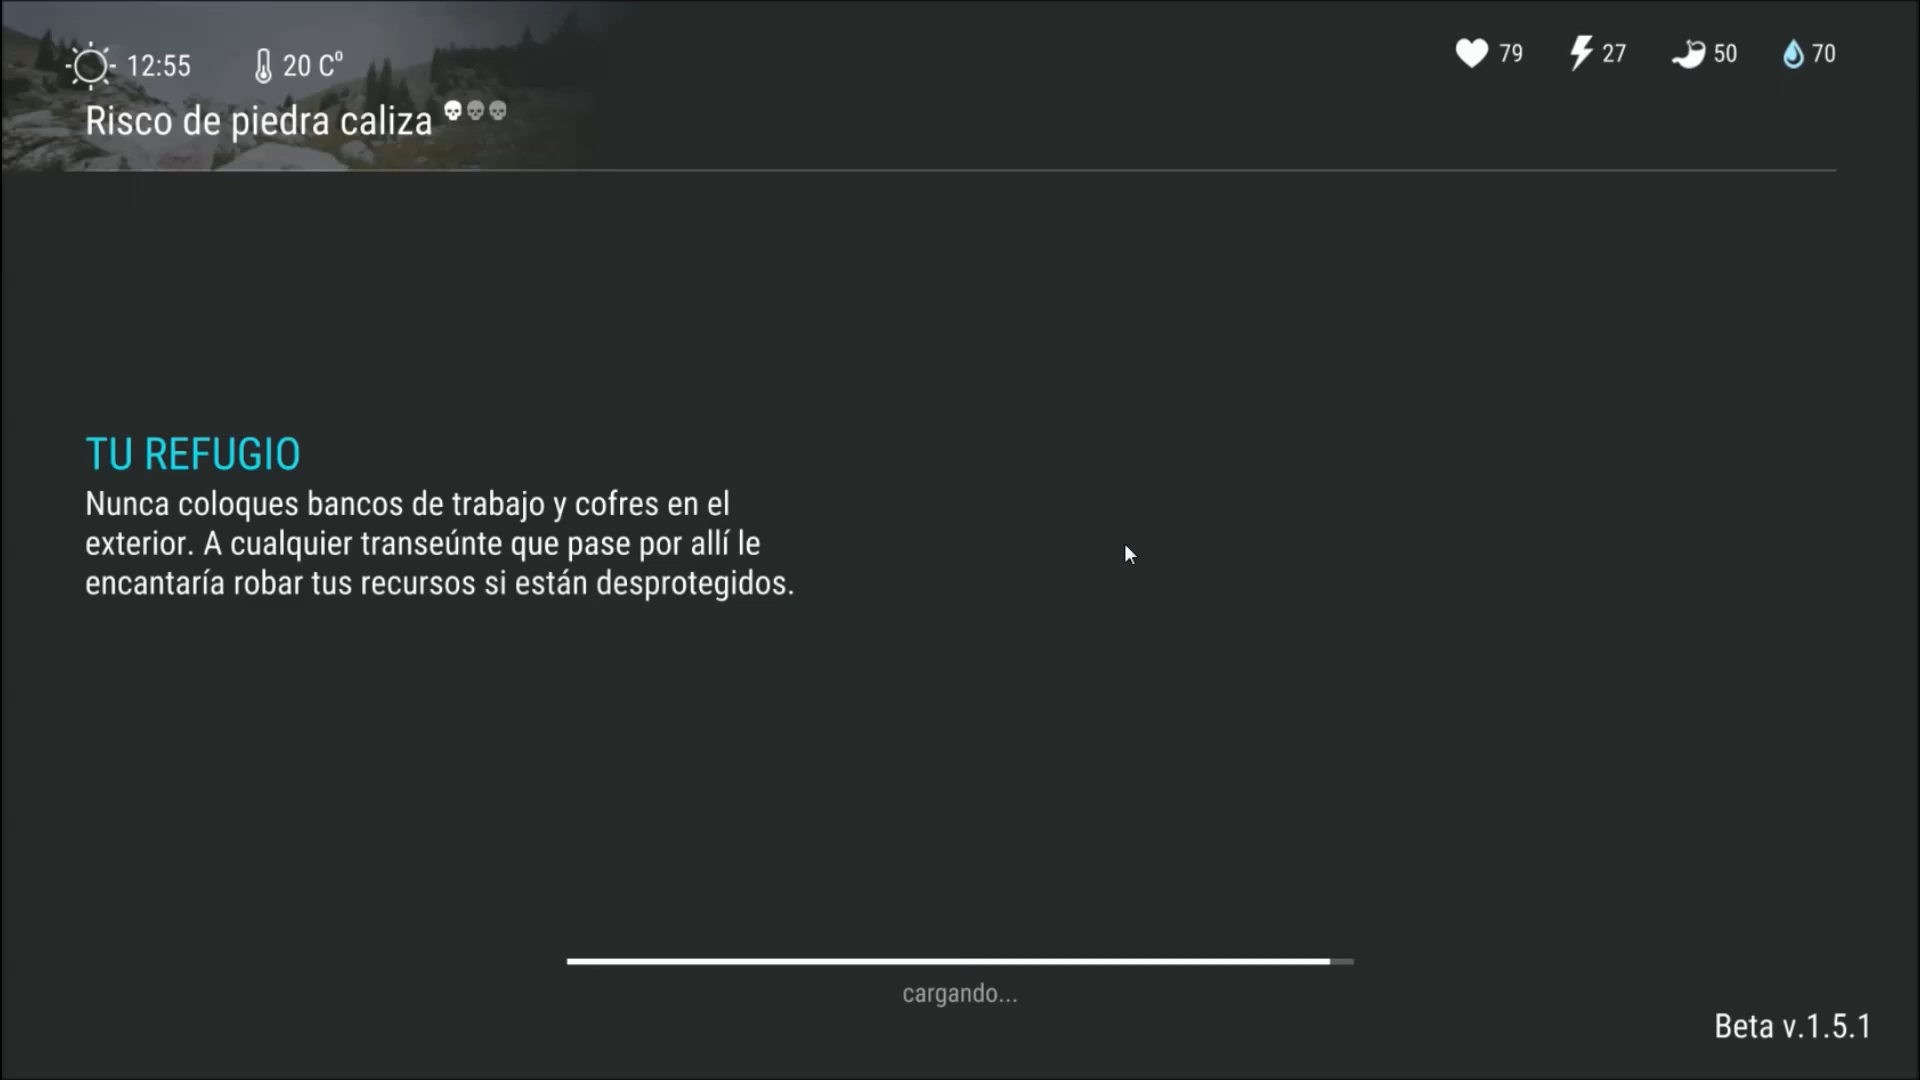 12:55
20 Cº
79
27
50
70
Risco de piedra caliza
TU REFUGIO
Nunca coloques bancos de trabajo y cofres en el
exterior. A cualquier transeúnte que pase por allí le
encantaría robar tus recursos si están desprotegidos.
cargando...
Beta v.1.5.1